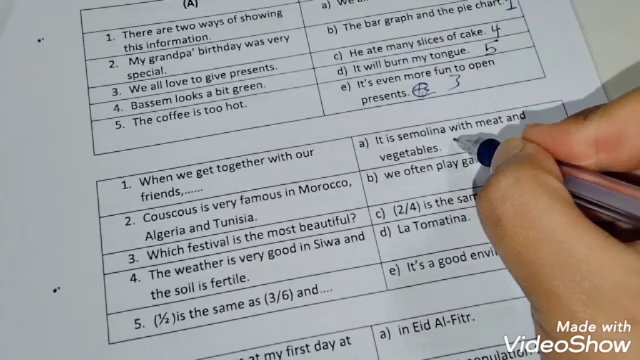 (A)
a) We
1. There are two ways of showing
this information.
2. My grandpa' birthday was very
special.
3. We all love to give presents.
4. Bassem looks a bit green.
5. The coffee is too hot.
b) The bar graph and the pie chart. 1
c) He ate many slices of cake. 4
d) It will burn my tongue. 5
e) It's even more fun to open
presents. 3
1. When we get together with our
friends,......
2. Couscous is very famous in Morocco,
Algeria and Tunisia.
3. Which festival is the most beautiful?
4. The weather is very good in Siwa and
the soil is fertile.
5. (½)is the same as (3/6) and....
a) It is semolina with meat and
vegetables.
b) we often play
c) (2/4) is the
d) La Tomatina.
e) It's a good
at my first day at
a) in Eid Al-Fitr.
Made with
VideoShow